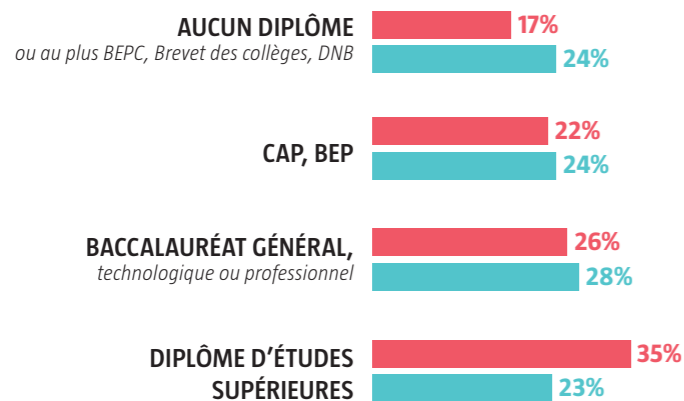 AUCUN DIPLÔME
ou au plus BEPC, Brevet des collèges, DNB
17%
24%
CAP, BEP
22%
24%
BACCALAURÉAT GÉNÉRAL,
technologique ou professionnel
26%
28%
DIPLÔME D'ÉTUDES
SUPÉRIEURES
35%
23%